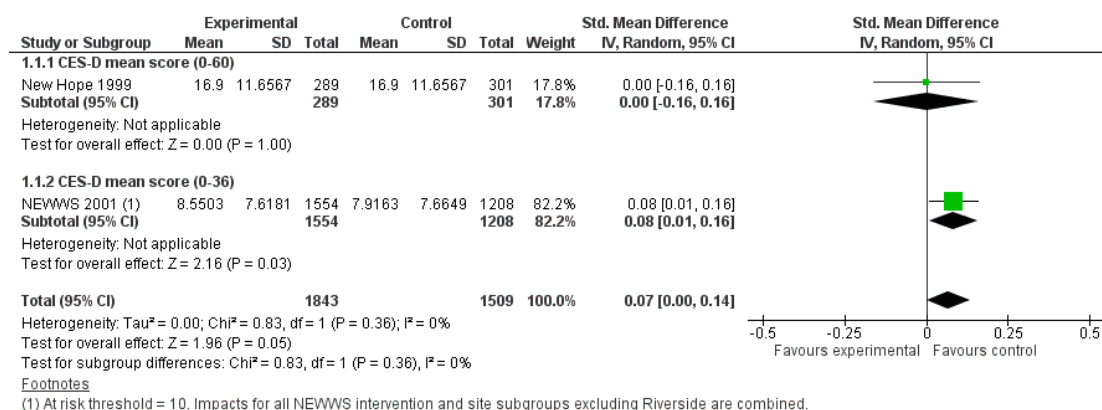 Experimental Control Std. Mean Difference Std. Mean Difference
Study or Subgroup Mean SD Total Mean SD Total Weight IV, Random, 95% CI IV, Random, 95% CI
1.1.1 CES-D mean score (0-60)
New Hope 1999 16.9 11.6567 289 16.9 11.6567 301 17.8% 0.00 [-0.16, 0.16]
Subtotal (95% CI) 289 301 17.8% 0.00 [-0.16, 0.16]
Heterogeneity: Not applicable
Test for overall effect: Z = 0.00 (P = 1.00)
1.1.2 CES-D mean score (0-36)
NEWWS 2001 (1) 8.5503 7.6181 1554 7.9163 7.6649 1208 82.2% 0.08 [0.01, 0.16]
Subtotal (95% CI) 1554 1208 82.2% 0.08 [0.01, 0.16]
Heterogeneity: Not applicable
Test for overall effect: Z = 2.16 (P = 0.03)
Total (95% CI) 1843 1509 100.0% 0.07 [0.00, 0.14]
Heterogeneity: Tau² = 0.00; Chi² = 0.83, df = 1 (P = 0.36); I² = 0%
Test for overall effect: Z = 1.96 (P = 0.05)
Test for subgroup differences: Chi² = 0.83, df = 1 (P = 0.36), I² = 0%
-0.5 -0.25 0 0.25 0.5
Favours experimental Favours control
Footnotes
(1) At risk threshold = 10. Impacts for all NEWWS intervention and site subgroups excluding Riverside are combined.